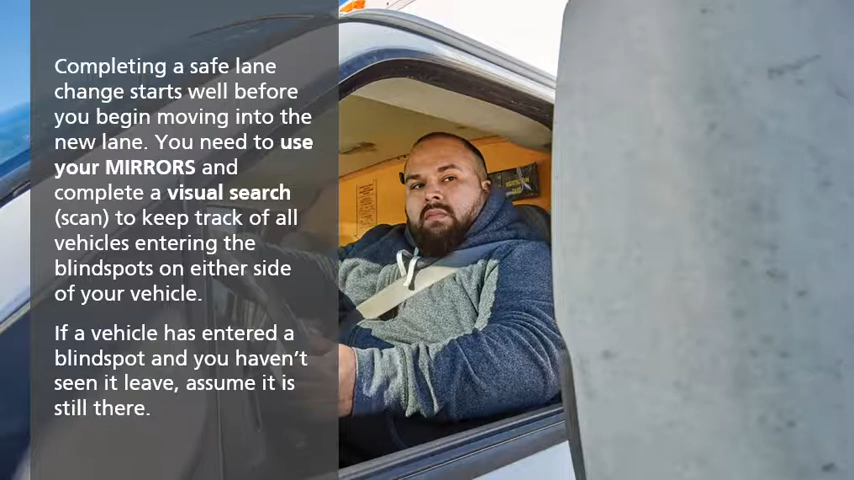 Completing a safe lane
change starts well before
you begin moving into the
new lane. You need to use
your MIRRORS and
complete a visual search
(scan) to keep track of all
vehicles entering the
blindspots on either side
of your vehicle.
If a vehicle has entered a
blindspot and you haven't
seen it leave, assume it is
still there.